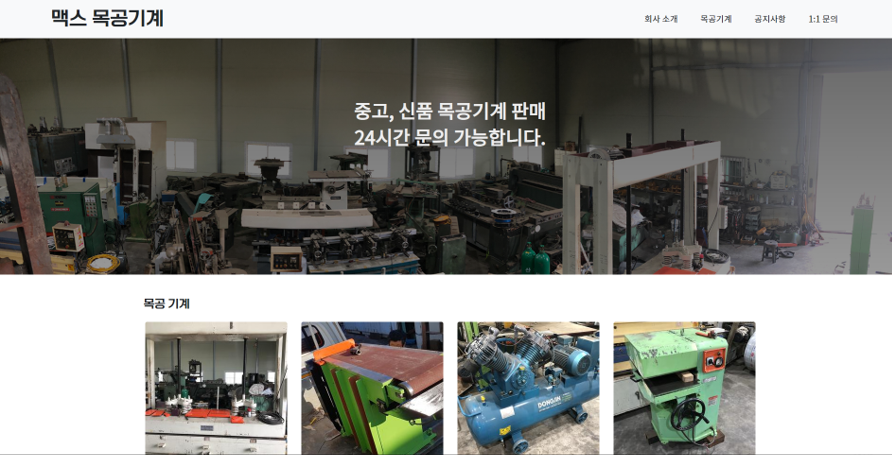 맥스 목공기계
회사 소개
목공기계
공지사항
1:1 문의
중고, 신품 목공기계 판매
24시간 문의 가능합니다.
목공 기계
DONGJIN